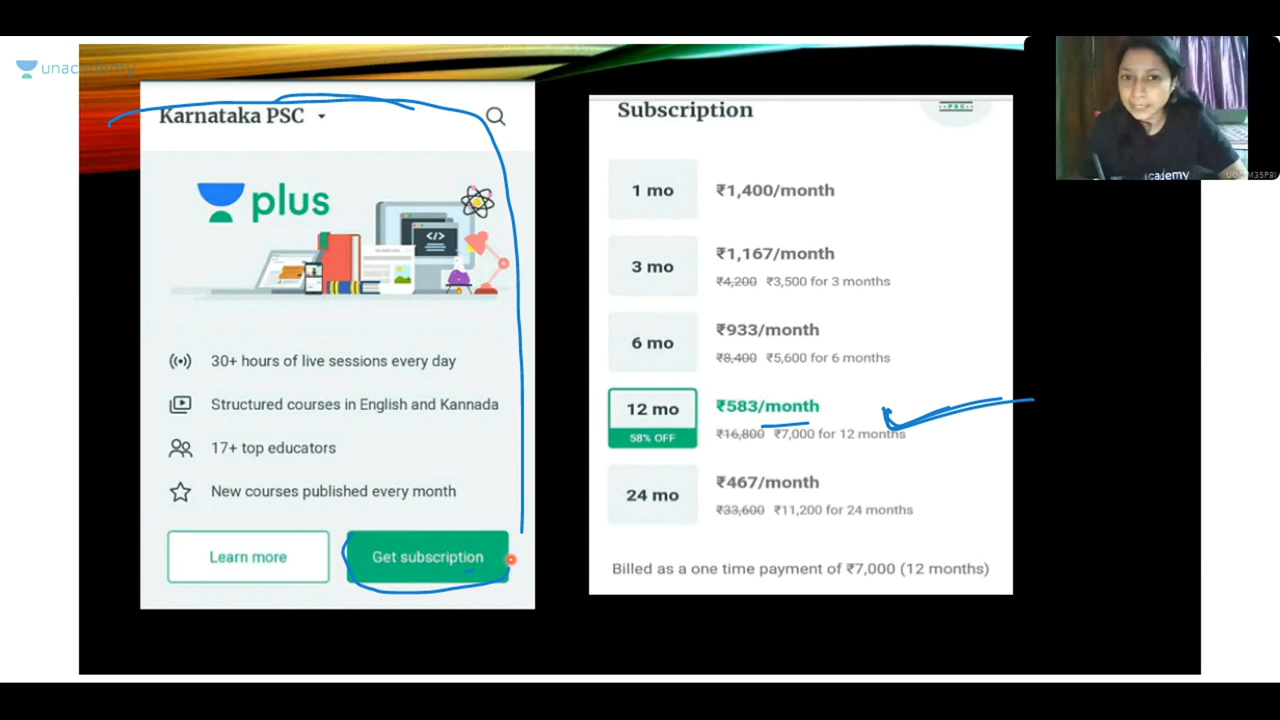 unacademy
Karnataka PSC
plus
</>
30+ hours of live sessions every day
Structured courses in English and Kannada
17+ top educators
New courses published every month
Learn more
Get subscription
Subscription
PSC
1 mo
₹1,400/month
3 mo
₹1,167/month
₹4,200 ₹3,500 for 3 months
6 mo
₹933/month
₹8,400 ₹5,600 for 6 months
12 mo
58% OFF
₹583/month
₹16,800 ₹7,000 for 12 months
24 mo
₹467/month
₹33,600 ₹11,200 for 24 months
Billed as a one time payment of ₹7,000 (12 months)
cademy